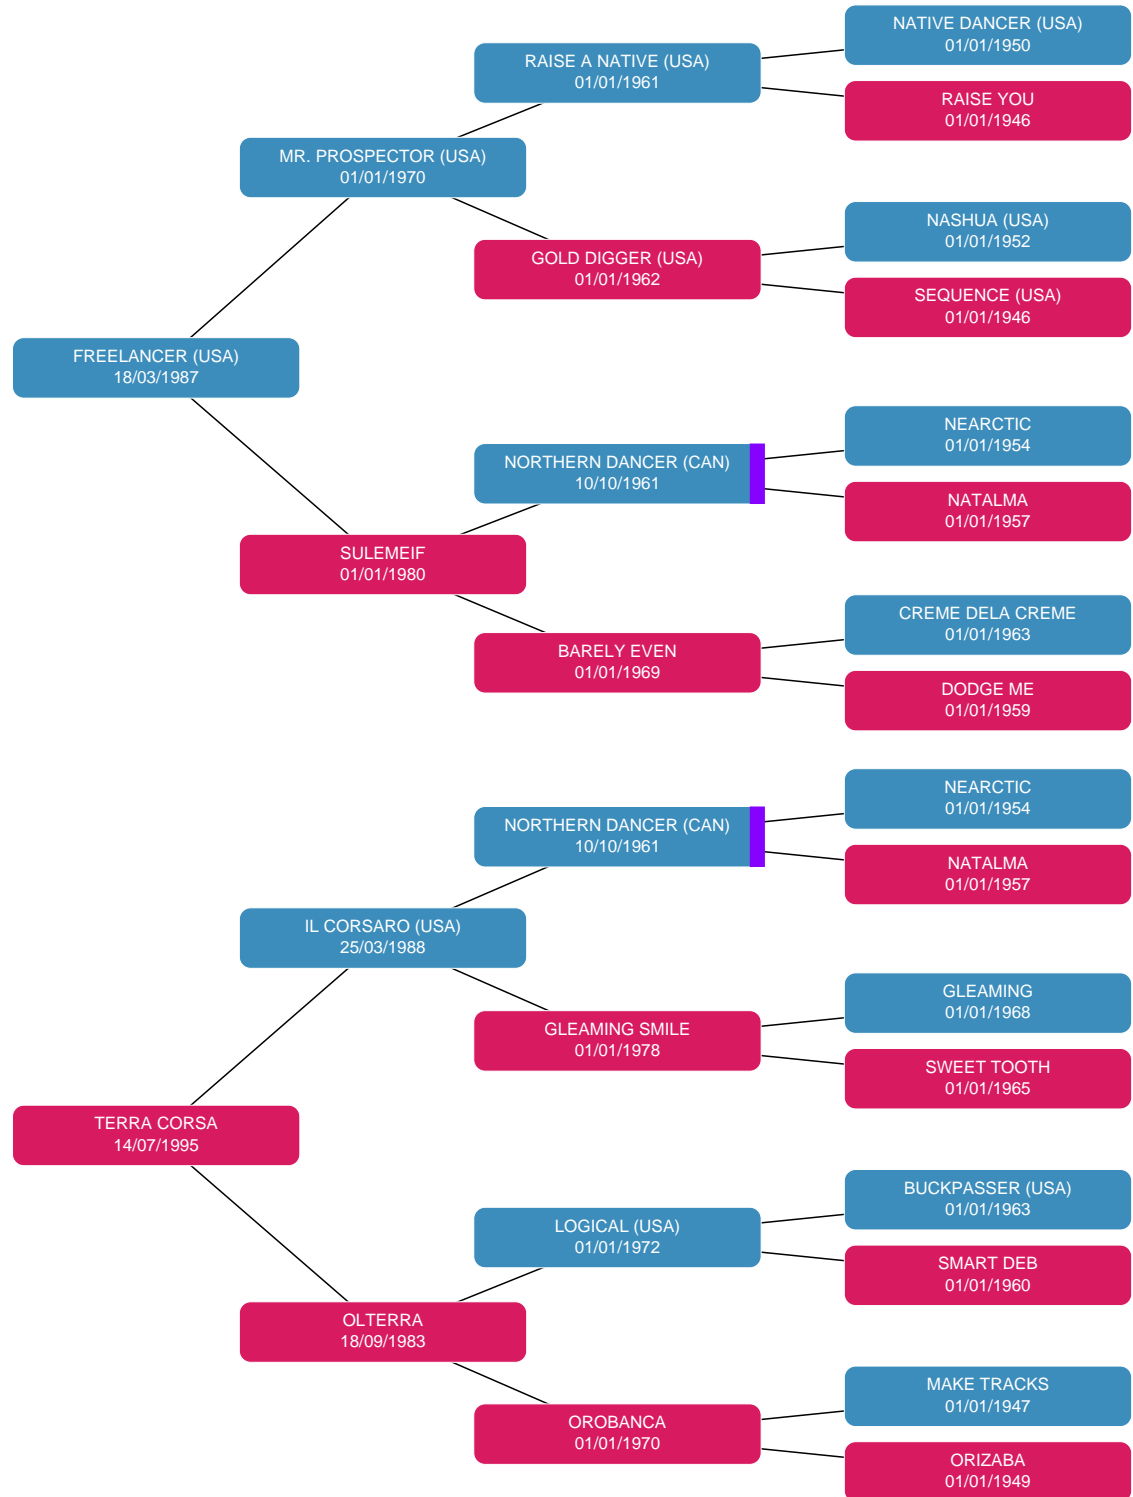 NATIVE DANCER (USA)
01/01/1950
RAISE A NATIVE (USA)
01/01/1961
RAISE YOU
01/01/1946
MR. PROSPECTOR (USA)
01/01/1970
NASHUA (USA)
01/01/1952
GOLD DIGGER (USA)
01/01/1962
SEQUENCE (USA)
01/01/1946
FREELANCER (USA)
18/03/1987
NEARCTIC
01/01/1954
NORTHERN DANCER (CAN)
10/10/1961
NATALMA
01/01/1957
SULEMEIF
01/01/1980
CREME DELA CREME
01/01/1963
BARELY EVEN
01/01/1969
DODGE ME
01/01/1959
NEARCTIC
01/01/1954
NORTHERN DANCER (CAN)
10/10/1961
NATALMA
01/01/1957
IL CORSARO (USA)
25/03/1988
GLEAMING
01/01/1968
GLEAMING SMILE
01/01/1978
SWEET TOOTH
01/01/1965
TERRA CORSA
14/07/1995
BUCKPASSER (USA)
01/01/1963
LOGICAL (USA)
01/01/1972
SMART DEB
01/01/1960
OLTERRA
18/09/1983
MAKE TRACKS
01/01/1947
OROBANCA
01/01/1970
ORIZABA
01/01/1949